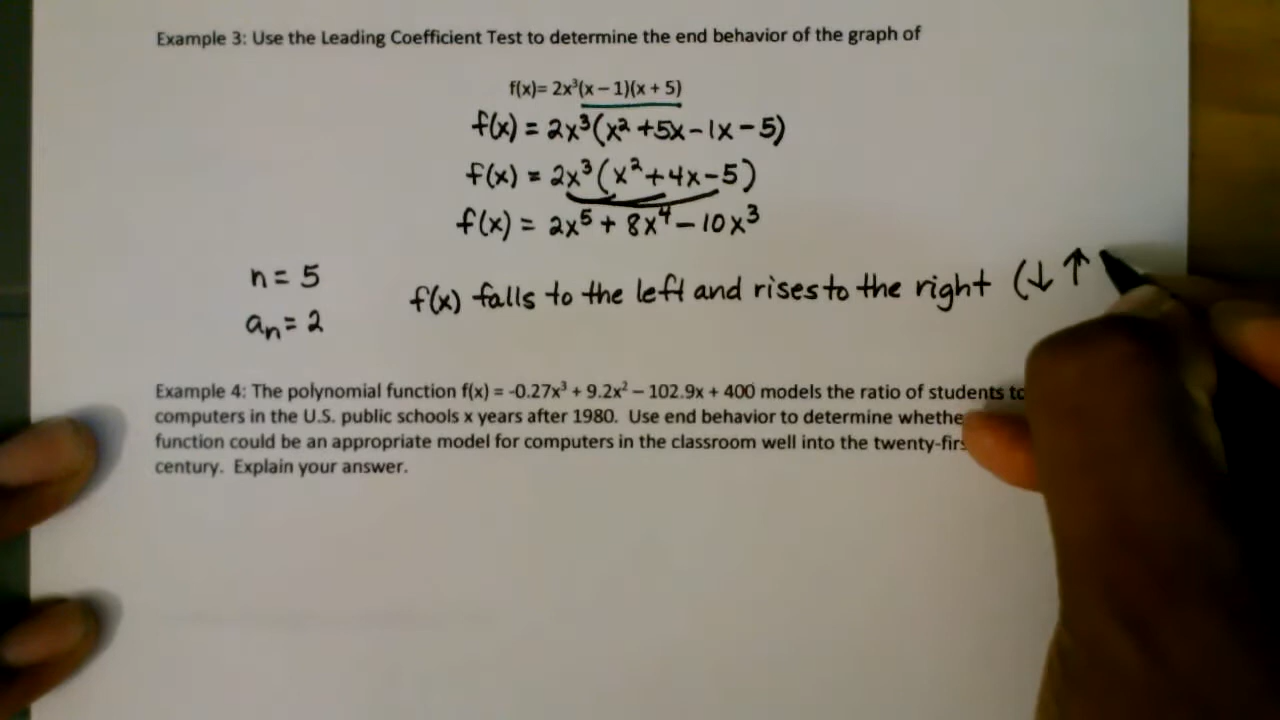 Example 3: Use the Leading Coefficient Test to determine the end behavior of the graph of
f(x)= 2x³(x – 1)(x + 5)
f(x) = 2x³(x² +5x – 1x – 5)
f(x) = 2x³(x² + 4x – 5)
f(x) = 2x⁵ + 8x⁴ – 10x³
n = 5
f(x) falls to the left and rises to the right (↓ ↑
aₙ = 2
Example 4: The polynomial function f(x) = -0.27x³ + 9.2x² – 102.9x + 400 models the ratio of students to
computers in the U.S. public schools x years after 1980. Use end behavior to determine whethe
function could be an appropriate model for computers in the classroom well into the twenty-firs
century. Explain your answer.